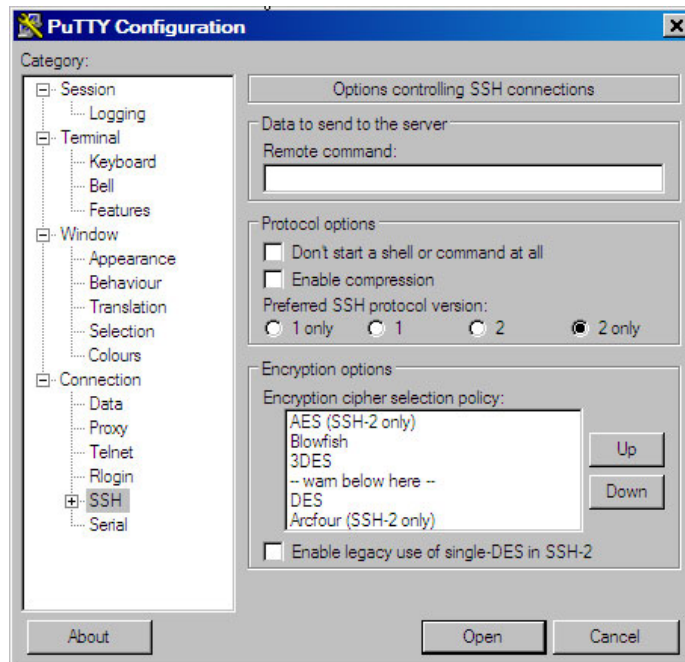 PuTTY Configuration
Category:
Session
Logging
Terminal
Keyboard
Bell
Features
Window
Appearance
Behaviour
Translation
Selection
Colours
Connection
Data
Proxy
Telnet
Rlogin
SSH
Serial
Options controlling SSH connections
Data to send to the server
Remote command:
Protocol options
Don't start a shell or command at all
Enable compression
Preferred SSH protocol version:
1 only 1 2 2 only
Encryption options
Encryption cipher selection policy:
AES (SSH-2 only)
Blowfish
3DES
-- warn below here --
DES
Arcfour (SSH-2 only)
Up
Down
Enable legacy use of single-DES in SSH-2
About Open Cancel